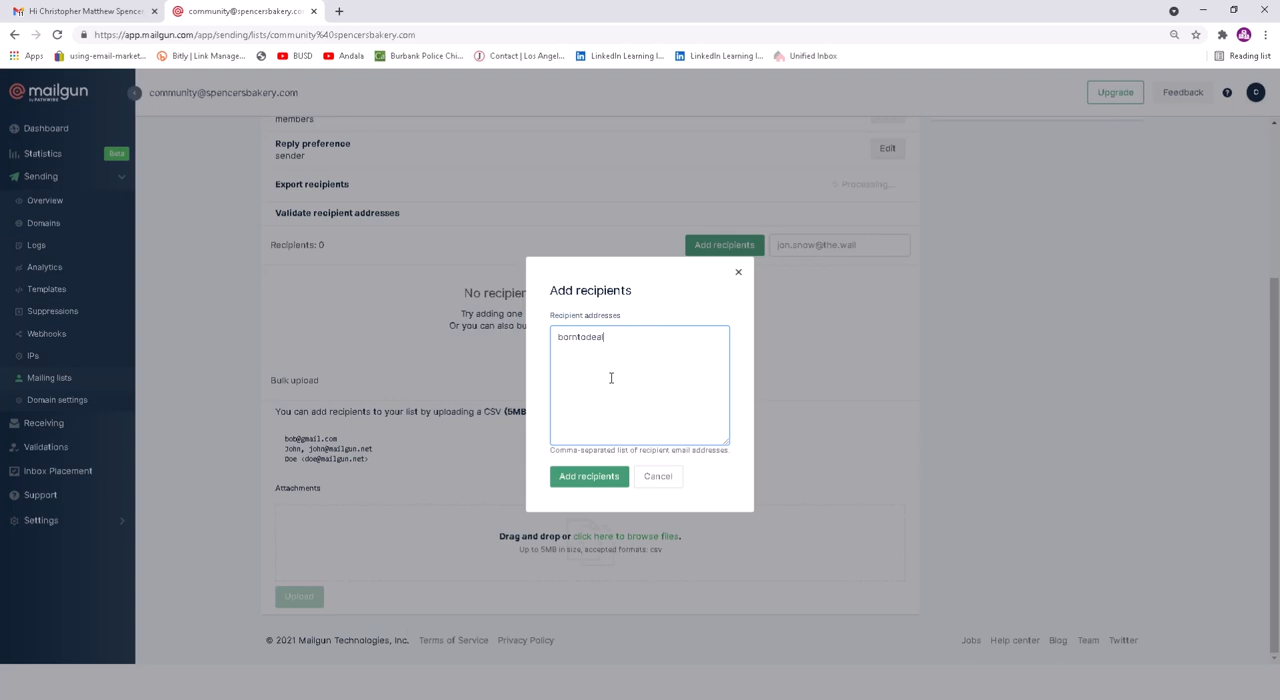 Hi Christopher Matthew Spencer
community@spencersbakery.com
https://app.mailgun.com/app/sending/lists/community%40spencersbakery.com
Apps using-email-market... Bitly | Link Manage... BUSD Andala Burbank Police Chi... Contact | Los Angel... LinkedIn Learning I... LinkedIn Learning I... Unified Inbox Reading list
mailgun
BY PATHWIRE
community@spencersbakery.com
Upgrade Feedback C
Dashboard
Statistics Beta
Sending
Overview
Domains
Logs
Analytics
Templates
Suppressions
Webhooks
IPs
Mailing lists
Domain settings
Receiving
Validations
Inbox Placement
Support
Settings
members
Reply preference
sender
Edit
Export recipients
Processing...
Validate recipient addresses
Recipients: 0
Add recipients
jon.snow@the.wall
No recipien
Try adding one
Or you can also bu
Add recipients
Recipient addresses
borntodeal
Comma-separated list of recipient email addresses.
Add recipients Cancel
Bulk upload
You can add recipients to your list by uploading a CSV (5MB
bob@gmail.com
John, john@mailgun.net
Doe <doe@mailgun.net>
Attachments
Drag and drop or click here to browse files.
Up to 5MB in size, accepted formats: csv
Upload
© 2021 Mailgun Technologies, Inc. Terms of Service Privacy Policy
Jobs Help center Blog Team Twitter